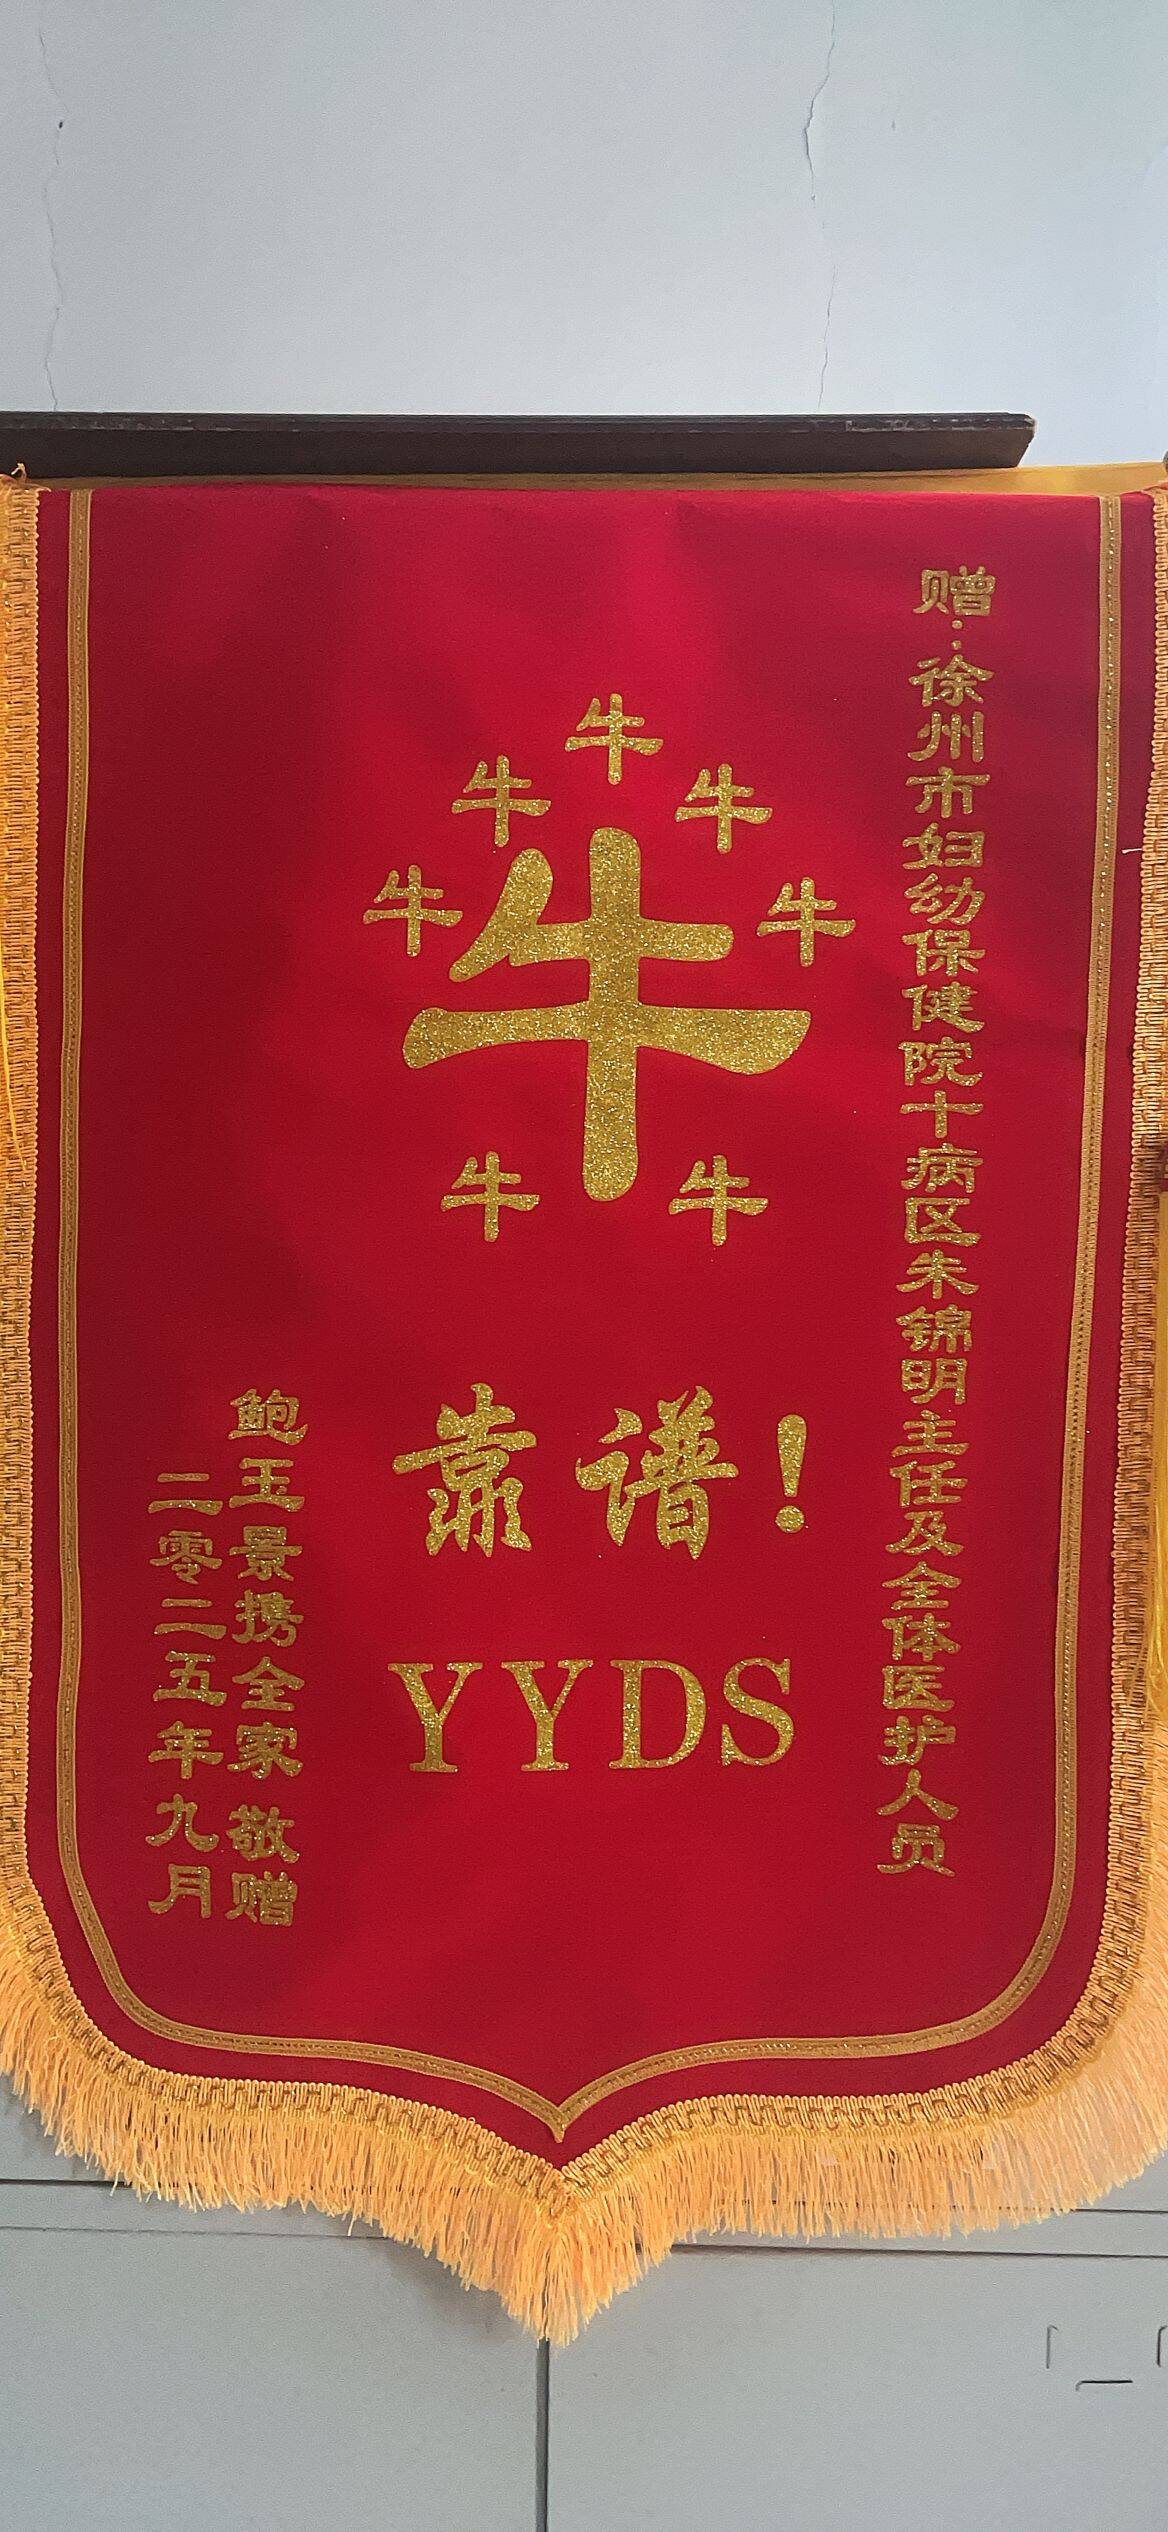 赠：徐州市妇幼保健院十病区朱锦明主任及全体医护人员
牛
牛 牛
牛 牛
牛
牛 牛
靠谱！
YYDS
鲍玉景携全家 敬赠
二零二五年九月